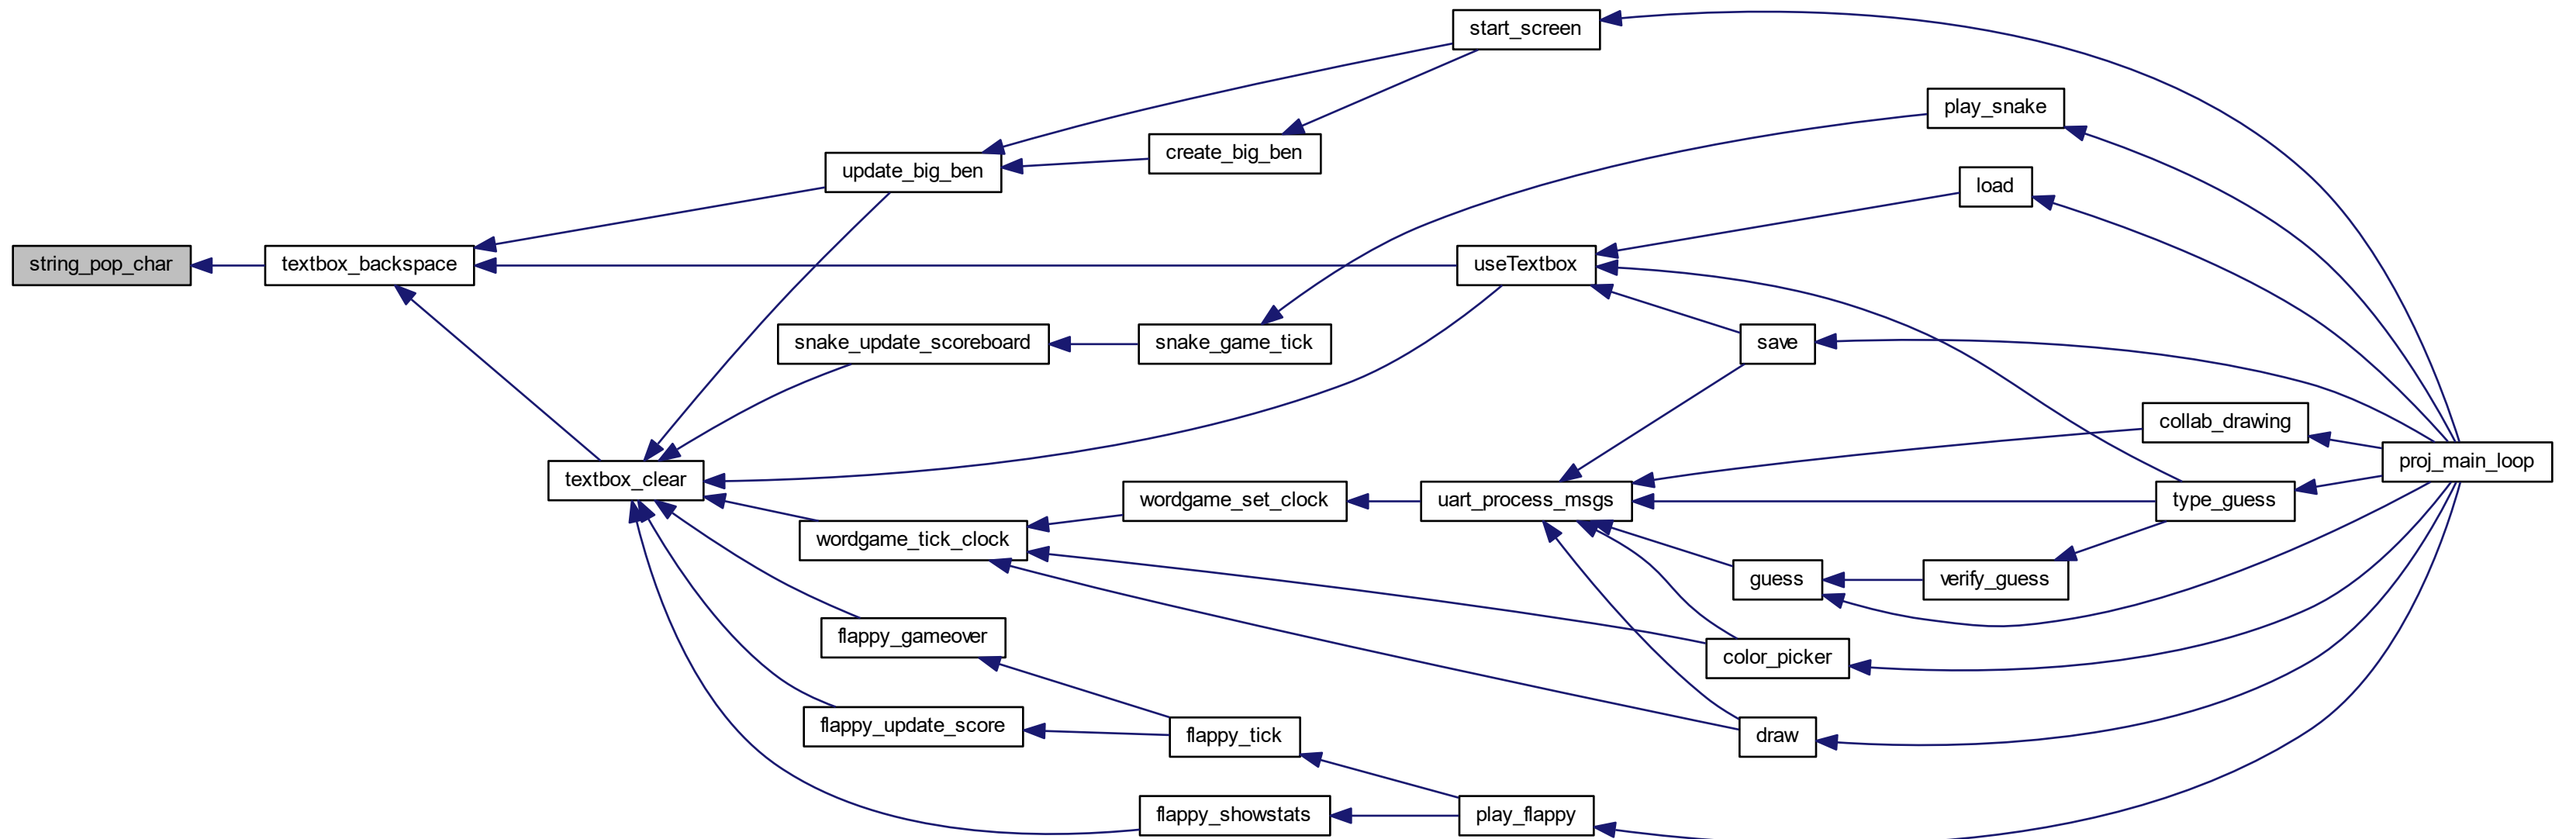 start_screen
play_snake
create_big_ben
update_big_ben
load
string_pop_char
textbox_backspace
useTextbox
snake_update_scoreboard
snake_game_tick
save
collab_drawing
proj_main_loop
textbox_clear
wordgame_set_clock
uart_process_msgs
type_guess
wordgame_tick_clock
guess
verify_guess
flappy_gameover
color_picker
flappy_update_score
flappy_tick
draw
flappy_showstats
play_flappy